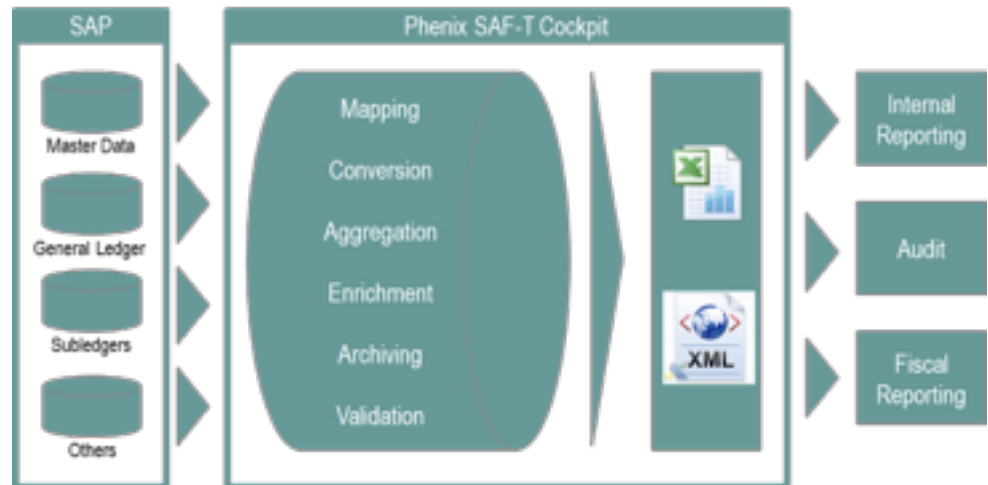 SAP
Master Data
General Ledger
Subledgers
Others
Phenix SAF-T Cockpit
Mapping
Conversion
Aggregation
Enrichment
Archiving
Validation
X
XML
Internal
Reporting
Audit
Fiscal
Reporting